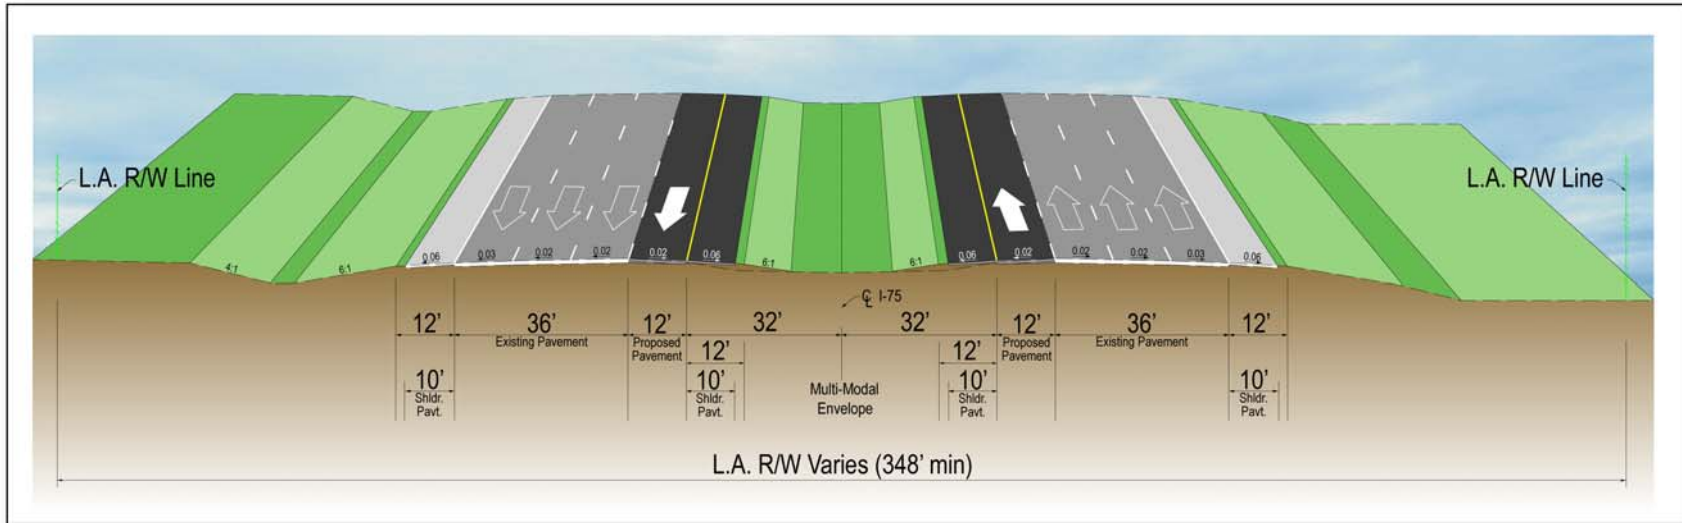 L.A. R/W Line
L.A. R/W Line
4:1
6:1
0.06
0.03
0.02
0.02
0.02
0.06
6:1
6:1
0.06
0.02
0.02
0.02
0.03
0.06
℄ I-75
12'
36'
12'
32'
32'
12'
36'
12'
Existing Pavement
Proposed
Pavement
Proposed
Pavement
Existing Pavement
12'
12'
10'
Shldr.
Pavt.
10'
Shldr.
Pavt.
Multi-Modal
Envelope
10'
Shldr.
Pavt.
10'
Shldr.
Pavt.
L.A. R/W Varies (348' min)